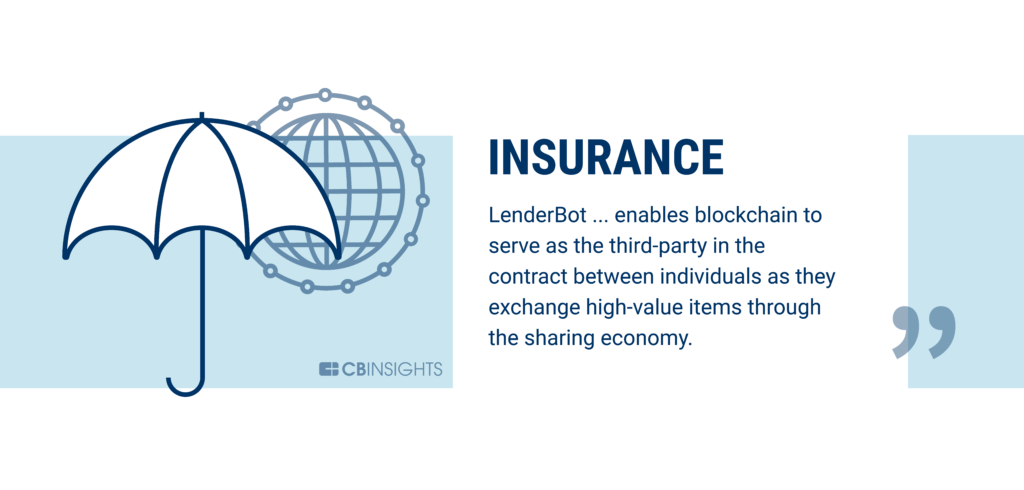 INSURANCE
LenderBot ... enables blockchain to
serve as the third-party in the
contract between individuals as they
exchange high-value items through
the sharing economy.
”
CBINSIGHTS